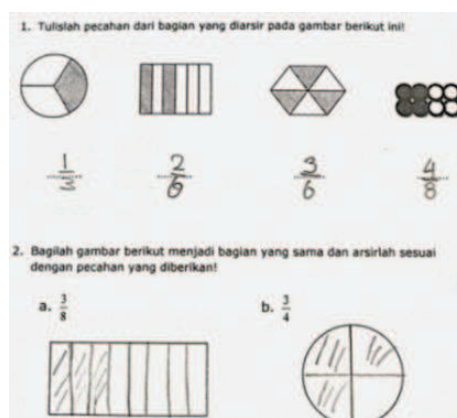 1. Tulislah pecahan dari bagian yang diarsir pada gambar berikut ini!
1/3 2/6 3/6 4/8
2. Bagilah gambar berikut menjadi bagian yang sama dan arsirlah sesuai
dengan pecahan yang diberikan!
a. 3/8 b. 3/4